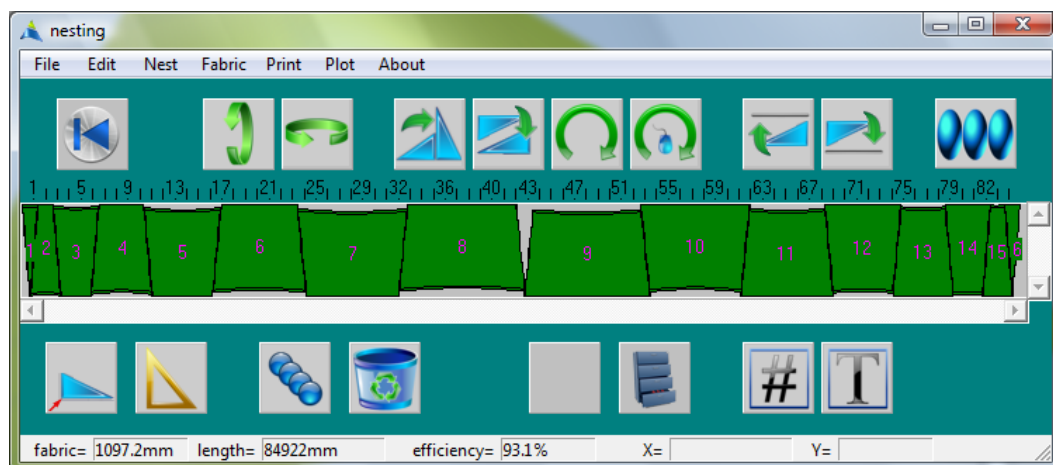 nesting
File Edit Nest Fabric Print Plot About
1 5 9 13 17 21 25 29 32 36 40 43 47 51 55 59 63 67 71 75 79 82
1 2 3 4 5 6 7 8 9 10 11 12 13 14 15 6
# T
fabric= 1097.2mm length= 84922mm efficiency= 93.1% X= Y=